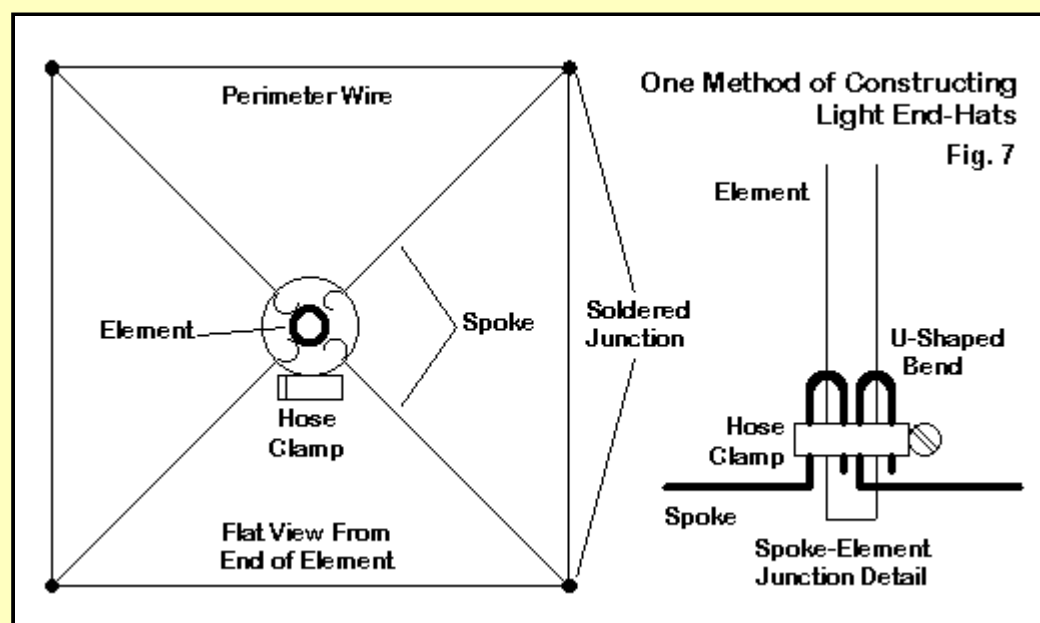 Perimeter Wire
One Method of Constructing
Light End-Hats
Fig. 7
Element
Element
Spoke
Soldered
Junction
U-Shaped
Bend
Hose
Clamp
Hose
Clamp
Spoke
Flat View From
End of Element
Spoke-Element
Junction Detail